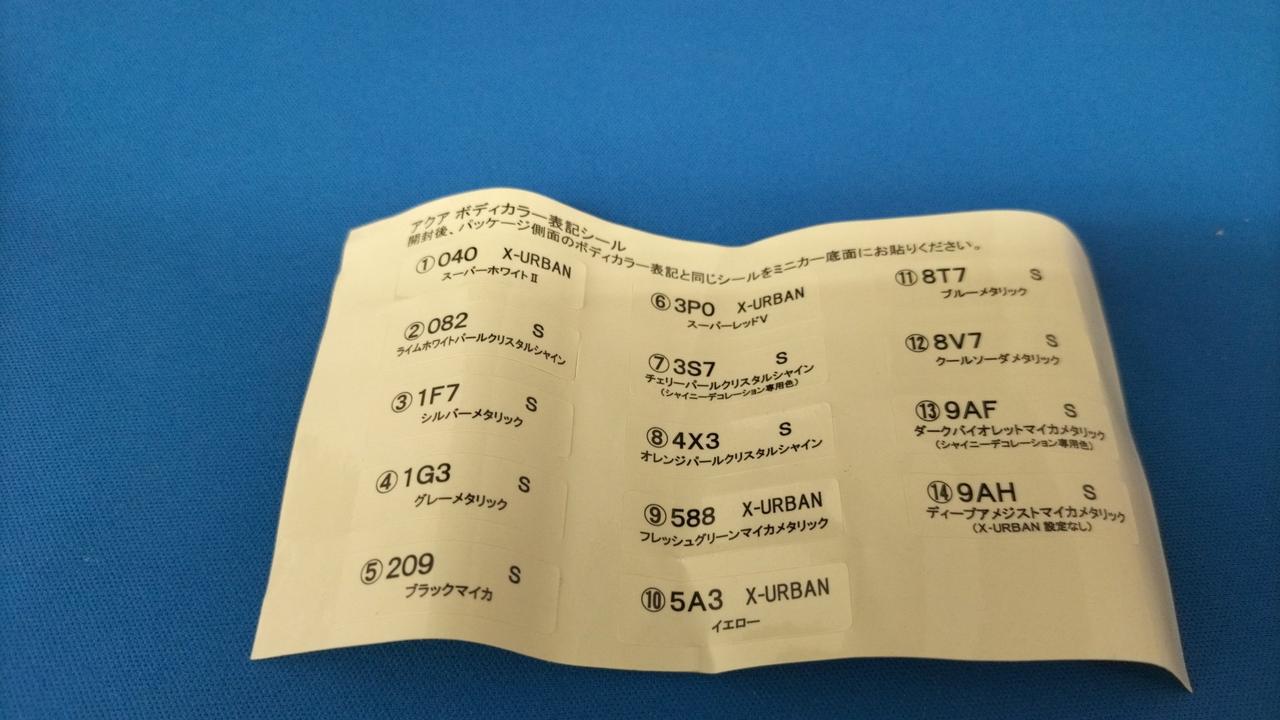 アクア ボディカラー表記シール
開封後、パッケージ側面のボディカラー表記と同じシールをミニカー底面にお貼りください。
①040 X-URBAN
スーパーホワイトⅡ
②082 S
ライムホワイトパールクリスタルシャイン
③1F7 S
シルバーメタリック
④1G3 S
グレーメタリック
⑤209 S
ブラックマイカ
⑥3P0 X-URBAN
スーパーレッドV
⑦3S7 S
チェリーパールクリスタルシャイン
(シャイニーデコレーション専用色)
⑧4X3 S
オレンジパールクリスタルシャイン
⑨588 X-URBAN
フレッシュグリーンマイカメタリック
⑩5A3 X-URBAN
イエロー
⑪8T7 S
ブルーメタリック
⑫8V7 S
クールソーダメタリック
⑬9AF S
ダークバイオレットマイカメタリック
(シャイニーデコレーション専用色)
⑭9AH S
ディープアメジストマイカメタリック
(X-URBAN 設定なし)